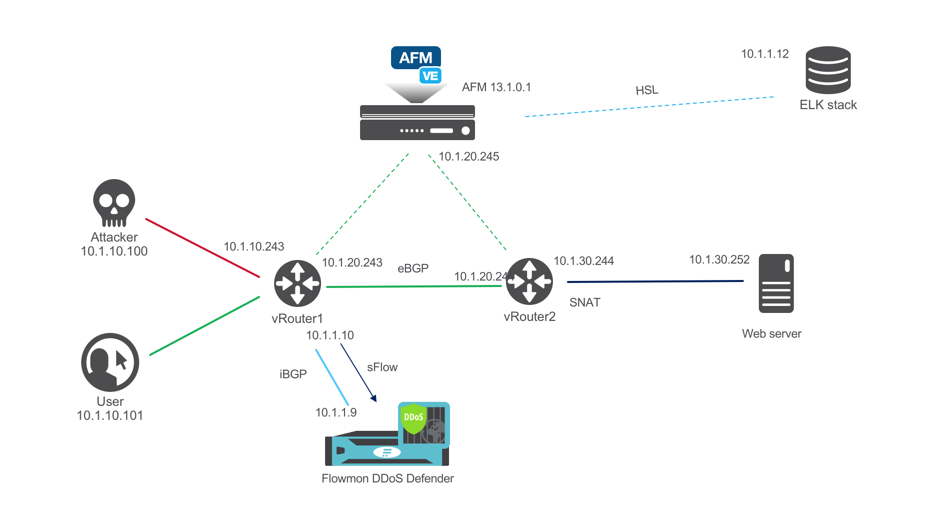 AFM
VE
AFM 13.1.0.1
10.1.1.12
HSL
ELK stack
10.1.20.245
Attacker
10.1.10.100
10.1.10.243
10.1.20.243
eBGP
10.1.20.24
10.1.30.244
10.1.30.252
vRouter1
vRouter2
SNAT
Web server
10.1.1.10
iBGP
sFlow
User
10.1.10.101
10.1.1.9
DDoS
Flowmon DDoS Defender